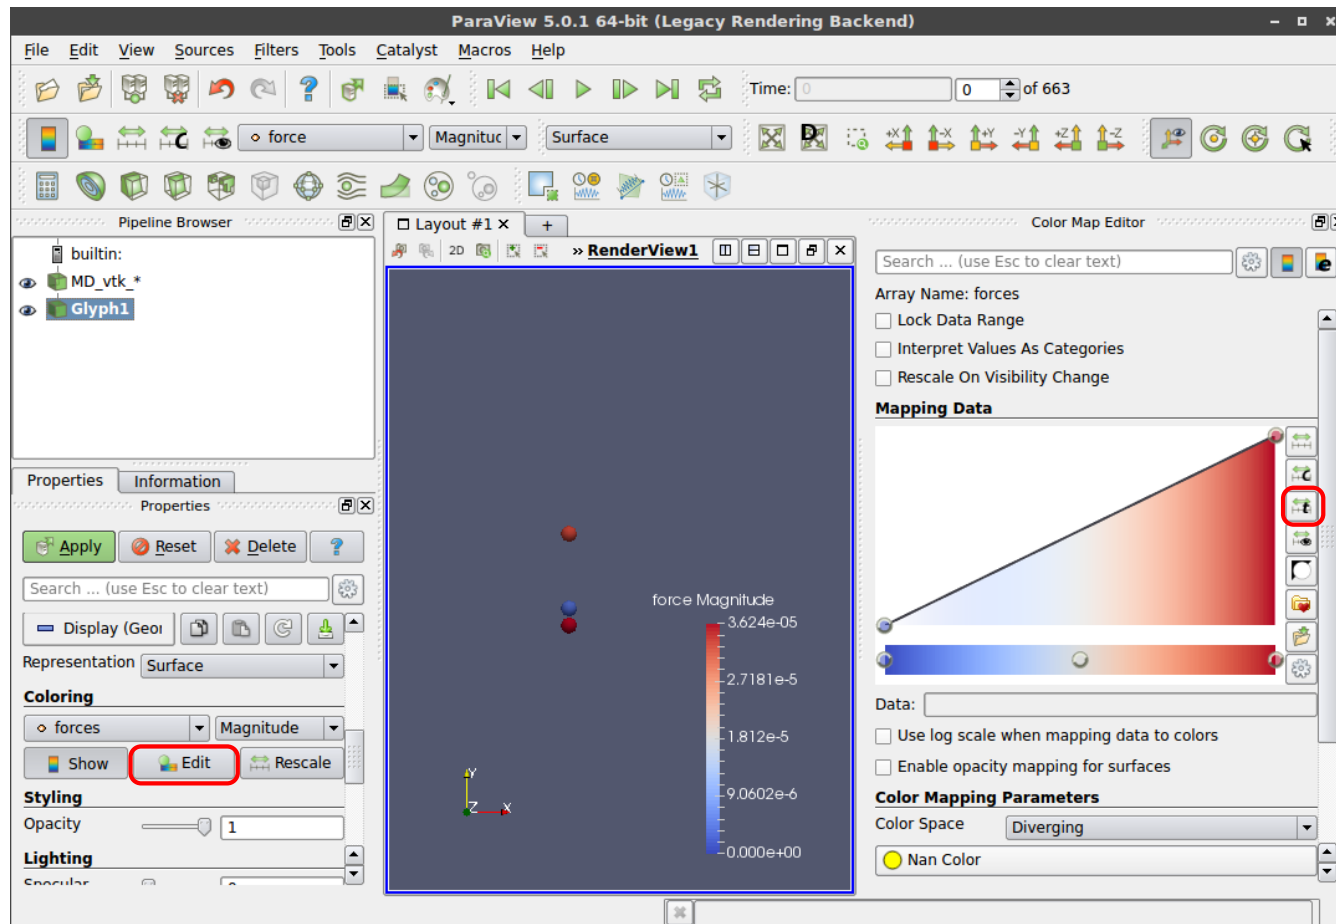 ParaView 5.0.1 64-bit (Legacy Rendering Backend)
File Edit View Sources Filters Tools Catalyst Macros Help
Time: 0 0 of 663
force Magnituc Surface
Pipeline Browser
builtin:
MD_vtk_*
Glyph1
Properties Information
Properties
Apply Reset Delete ?
Search ... (use Esc to clear text)
Display (Geor
Representation Surface
Coloring
forces Magnitude
Show Edit Rescale
Styling
Opacity 1
Lighting
Specular
Layout #1 +
2D » RenderView1
force Magnitude
3.624e-05
2.7181e-5
1.812e-5
9.0602e-6
0.000e+00
Y
Z X
Color Map Editor
Search ... (use Esc to clear text)
Array Name: forces
Lock Data Range
Interpret Values As Categories
Rescale On Visibility Change
Mapping Data
Data:
Use log scale when mapping data to colors
Enable opacity mapping for surfaces
Color Mapping Parameters
Color Space Diverging
Nan Color